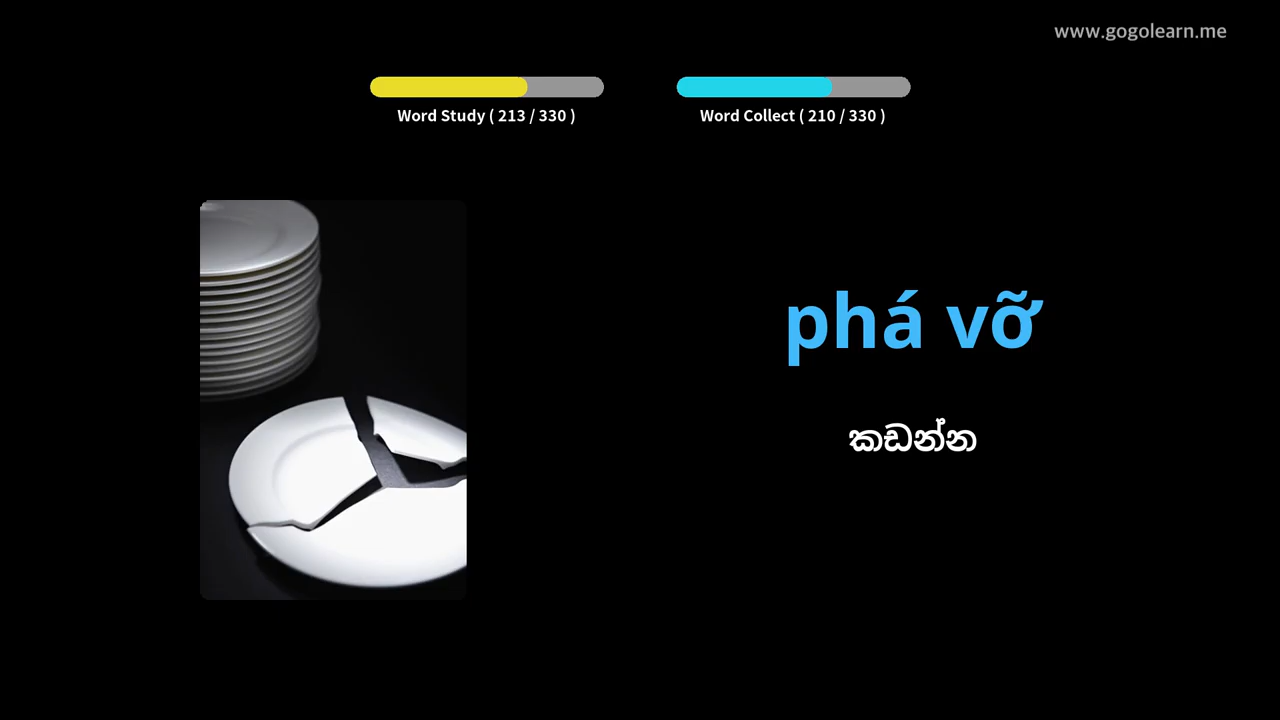 www.gogolearn.me
Word Study ( 213 / 330 )
Word Collect ( 210 / 330 )
phá vỡ
කඩන්න